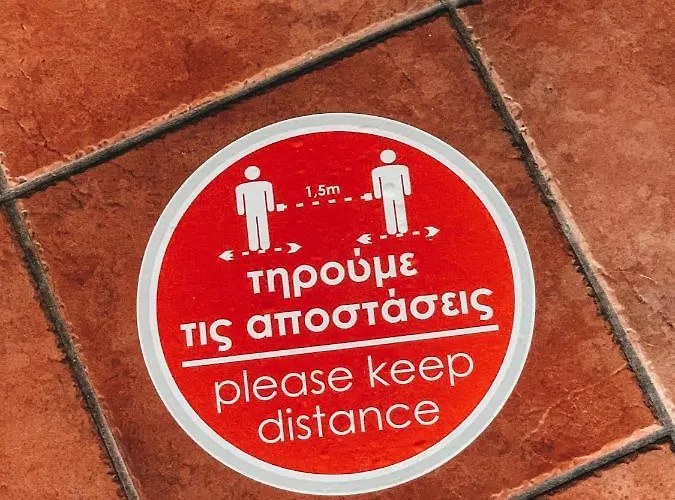 1,5m
τηρούμε
τις αποστάσεις
please keep
distance